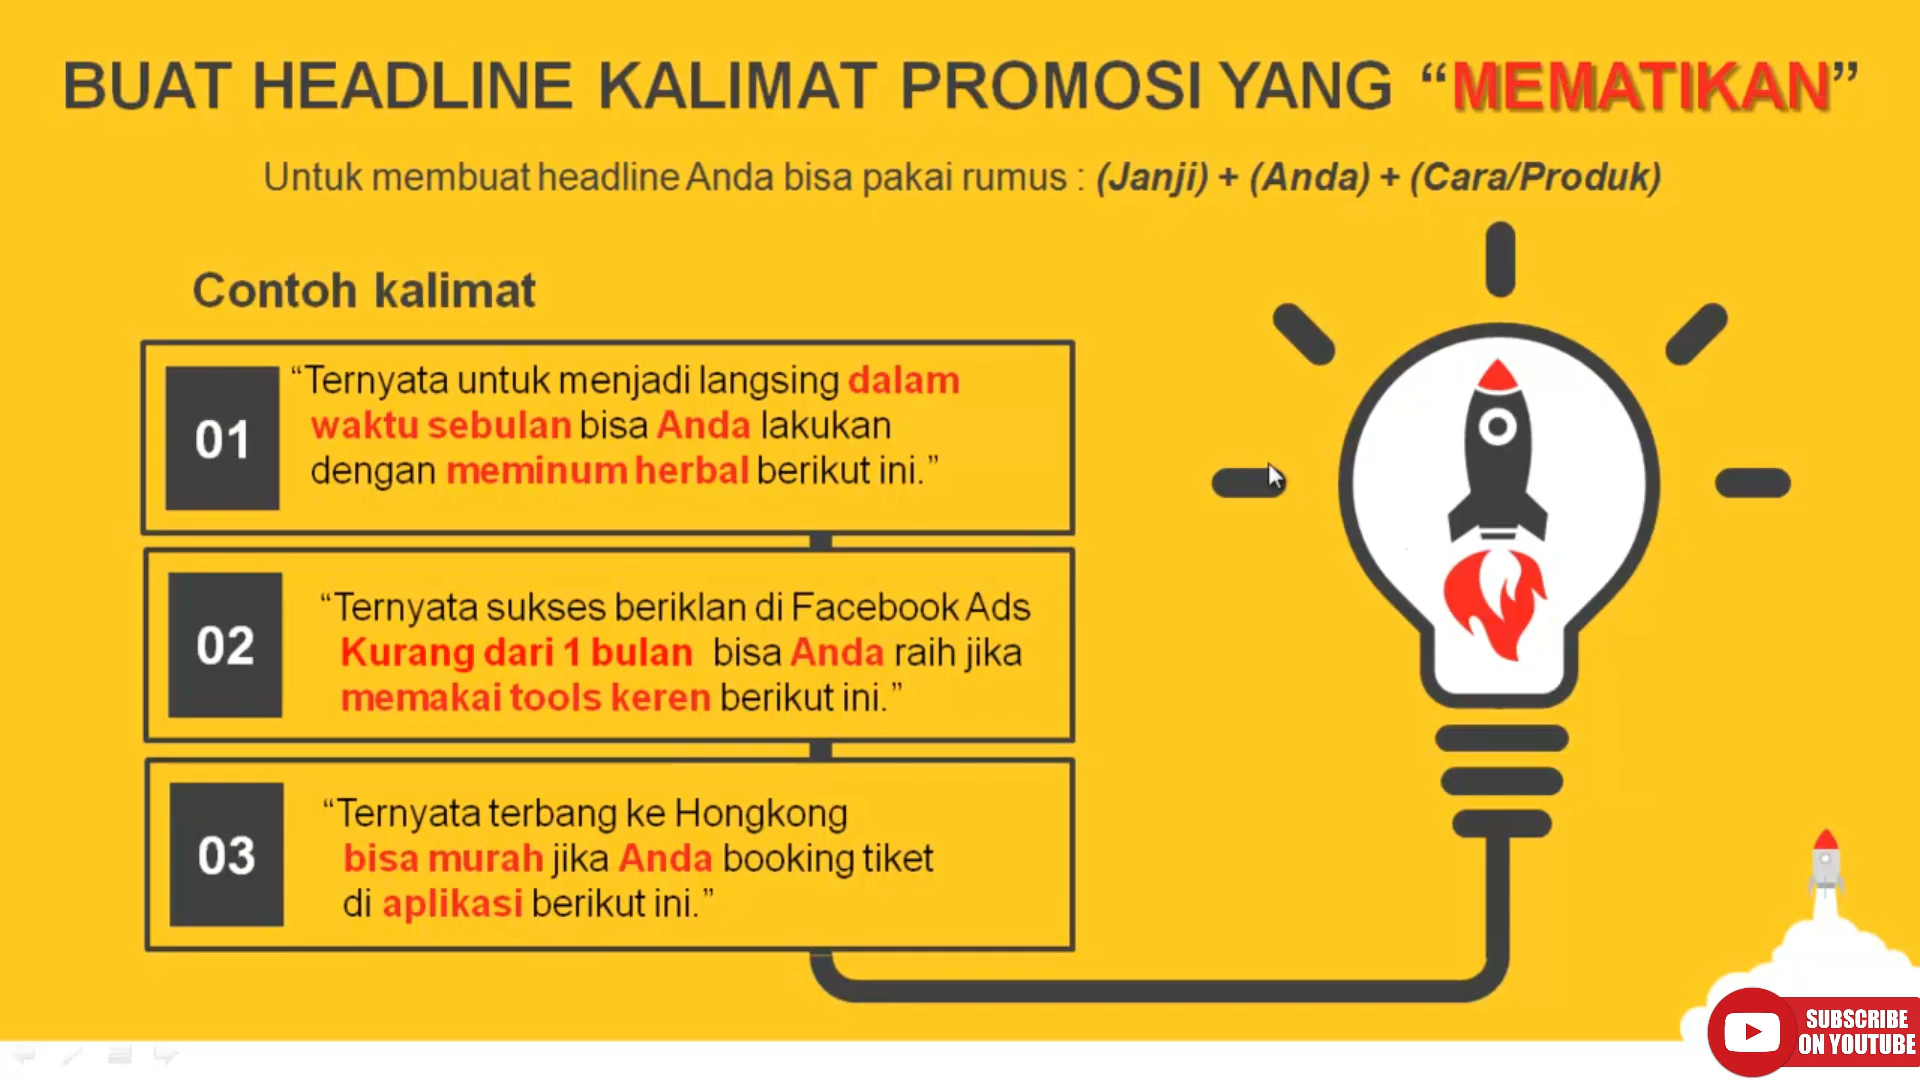 BUAT HEADLINE KALIMAT PROMOSI YANG “MEMATIKAN”
Untuk membuat headline Anda bisa pakai rumus : (Janji) + (Anda) + (Cara/Produk)
Contoh kalimat
01
“Ternyata untuk menjadi langsing dalam
waktu sebulan bisa Anda lakukan
dengan meminum herbal berikut ini.”
02
“Ternyata sukses beriklan di Facebook Ads
Kurang dari 1 bulan bisa Anda raih jika
memakai tools keren berikut ini.”
03
“Ternyata terbang ke Hongkong
bisa murah jika Anda booking tiket
di aplikasi berikut ini.”
SUBSCRIBE
ON YOUTUBE